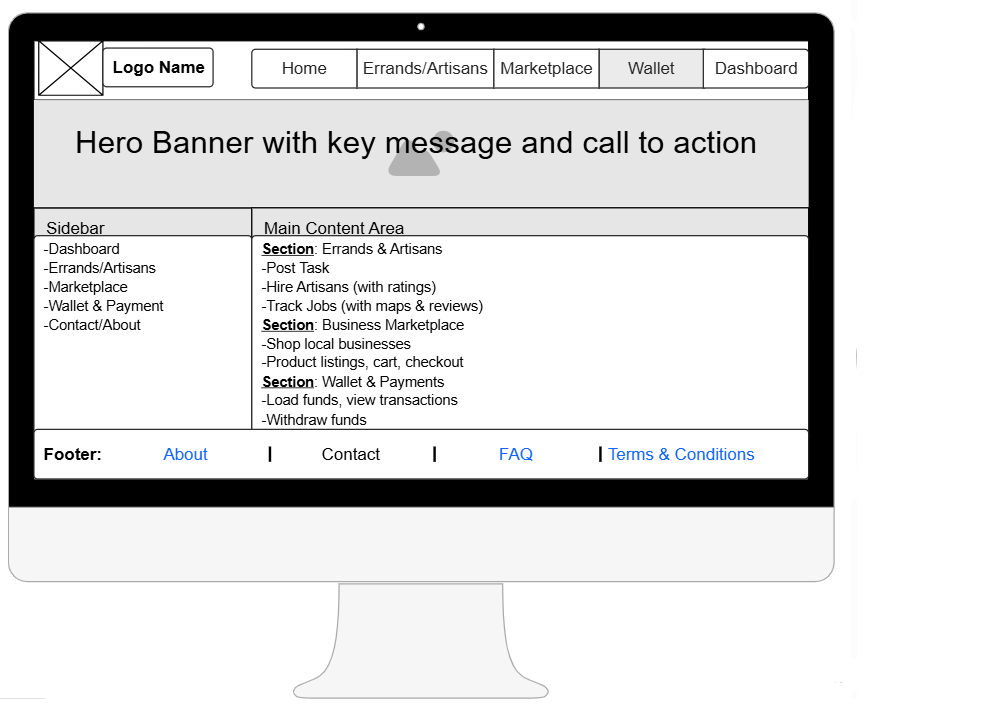 Logo Name
Home Errands/Artisans Marketplace Wallet Dashboard
Hero Banner with key message and call to action
Sidebar
-Dashboard
-Errands/Artisans
-Marketplace
-Wallet & Payment
-Contact/About
Main Content Area
Section: Errands & Artisans
-Post Task
-Hire Artisans (with ratings)
-Track Jobs (with maps & reviews)
Section: Business Marketplace
-Shop local businesses
-Product listings, cart, checkout
Section: Wallet & Payments
-Load funds, view transactions
-Withdraw funds
Footer: About | Contact | FAQ | Terms & Conditions